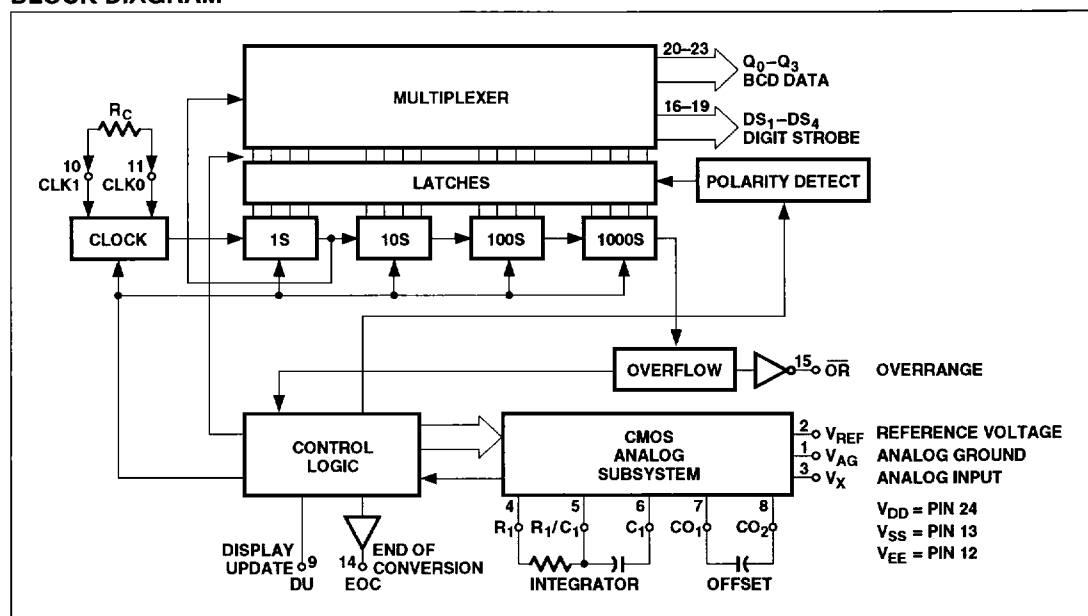 BLOCK DIAGRAM
MULTIPLEXER
20–23
Q0–Q3
BCD DATA
16–19
DS1–DS4
DIGIT STROBE
RC
10
CLK1
11
CLK0
LATCHES
POLARITY DETECT
CLOCK
1S
10S
100S
1000S
OVERFLOW
15
OR
OVERRANGE
CONTROL
LOGIC
CMOS
ANALOG
SUBSYSTEM
2
VREF REFERENCE VOLTAGE
1
VAG ANALOG GROUND
3
VX ANALOG INPUT
VDD = PIN 24
VSS = PIN 13
VEE = PIN 12
4
R1
5
R1/C1
6
C1
7
CO1
8
CO2
INTEGRATOR
OFFSET
DISPLAY
UPDATE
9
DU
14
EOC
END OF
CONVERSION